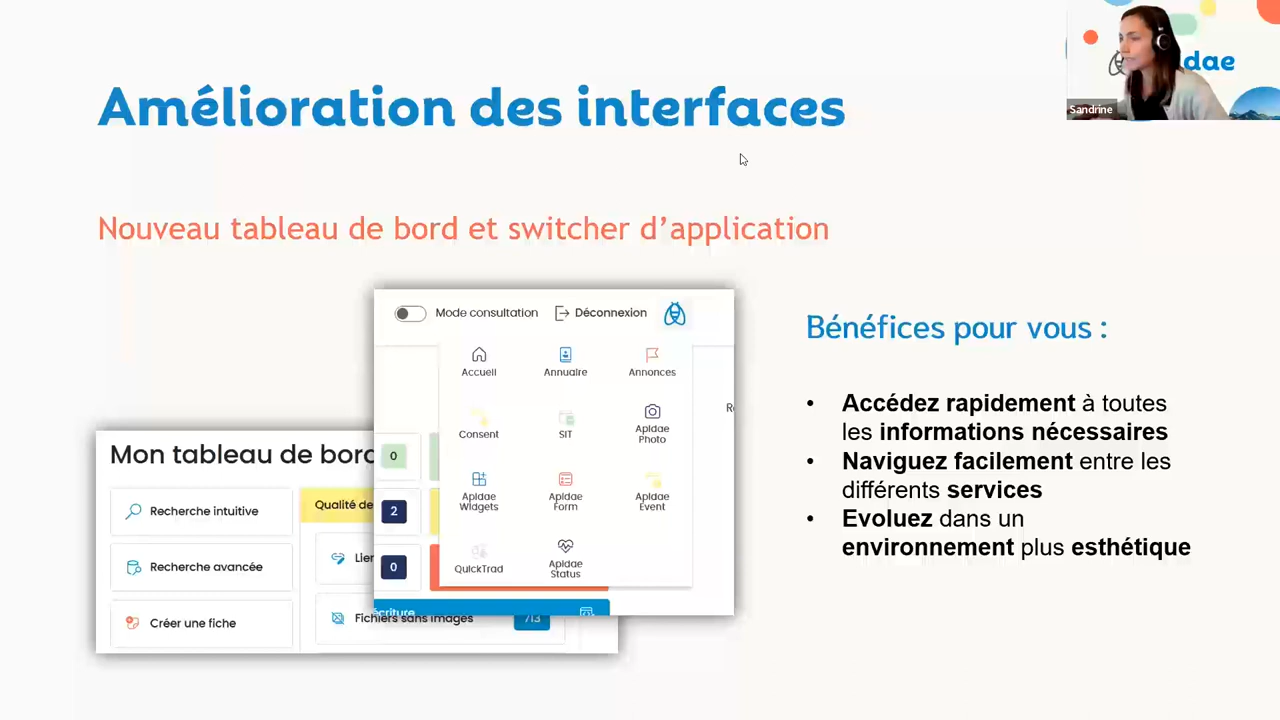 Amélioration des interfaces
dae
Sandrine
Nouveau tableau de bord et switcher d'application
Mode consultation
Déconnexion
Accueil
Annuaire
Annonces
Consent
SIT
Apidae
Photo
Apidae
Widgets
Apidae
Form
Apidae
Event
QuickTrad
Apidae
Status
Mon tableau de bord
0
2
0
Recherche intuitive
Qualité de
Recherche avancée
Lien
Créer une fiche
écriture
Fichiers sans images
713
Bénéfices pour vous :
• Accédez rapidement à toutes
les informations nécessaires
• Naviguez facilement entre les
différents services
• Evoluez dans un
environnement plus esthétique